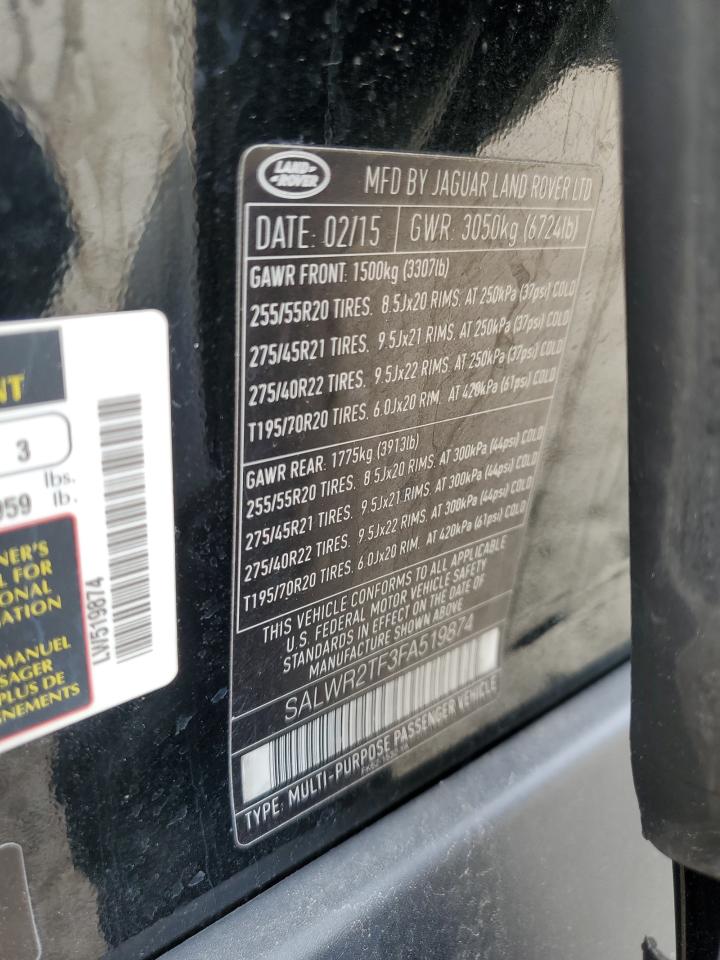 LAND-
-ROVER
MFD BY JAGUAR LAND ROVER LTD
DATE: 02/15 GWR: 3050kg (6724lb)
GAWR FRONT: 1500kg (3307lb)
255/55R20 TIRES. 8.5Jx20 RIMS. AT 250kPa (37psi) COLD
275/45R21 TIRES. 9.5Jx21 RIMS. AT 250kPa (37psi) COLD
275/40R22 TIRES. 9.5Jx22 RIMS. AT 250kPa (37psi) COLD
T195/70R20 TIRES. 6.0Jx20 RIM. AT 420kPa (61psi) COLD
GAWR REAR: 1775kg (3913lb)
255/55R20 TIRES. 8.5Jx20 RIMS. AT 300kPa (44psi) COLD
275/45R21 TIRES. 9.5Jx21 RIMS. AT 300kPa (44psi) COLD
275/40R22 TIRES. 9.5Jx22 RIMS. AT 300kPa (44psi) COLD
T195/70R20 TIRES. 6.0Jx20 RIM. AT 420kPa (61psi) COLD
THIS VEHICLE CONFORMS TO ALL APPLICABLE
U.S. FEDERAL MOTOR VEHICLE SAFETY
STANDARDS IN EFFECT ON THE DATE OF
MANUFACTURE SHOWN ABOVE.
SALWR2TF3FA519874
TYPE: MULTI-PURPOSE PASSENGER VEHICLE
NT
3
lbs.
959 lb.
NER'S
L FOR
ONAL
ATION
MANUEL
SAGER
PLUS DE
GNEMENTS
LW519874